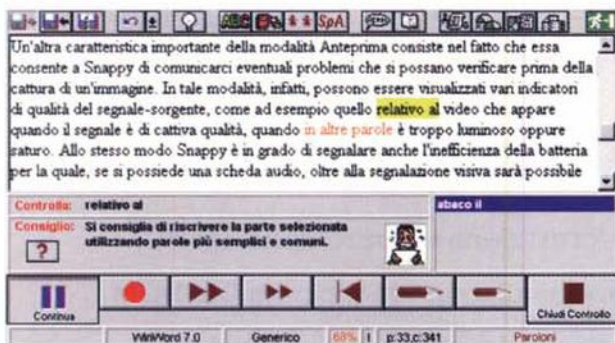 ABC SpA
Un'altra caratteristica importante della modalità Anteprima consiste nel fatto che essa
consente a Snappy di comunicarci eventuali problemi che si possano verificare prima della
cattura di un'immagine. In tale modalità, infatti, possono essere visualizzati vari indicatori
di qualità del segnale-sorgente, come ad esempio quello relativo al video che appare
quando il segnale è di cattiva qualità, quando in altre parole è troppo luminoso oppure
saturo. Allo stesso modo Snappy è in grado di segnalare anche l'inefficienza della batteria
per la quale, se si possiede una scheda audio, oltre alla segnalazione visiva sarà possibile
Controlla: relativo al
abaco il
Consiglio: Si consiglia di riscrivere la parte selezionata
utilizzando parole più semplici e comuni.
?
Continua
Chiudi Controllo
WinWord 7.0 Generico 68% I p:33,c:341 Paroloni